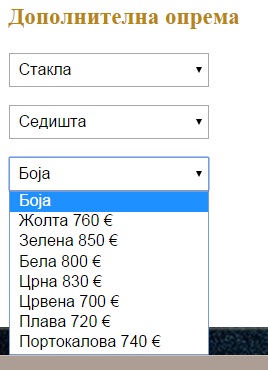 Дополнителна опрема
Стакла
Седишта
Боја
Боја
Жолта 760 €
Зелена 850 €
Бела 800 €
Црна 830 €
Црвена 700 €
Плава 720 €
Портокалова 740 €